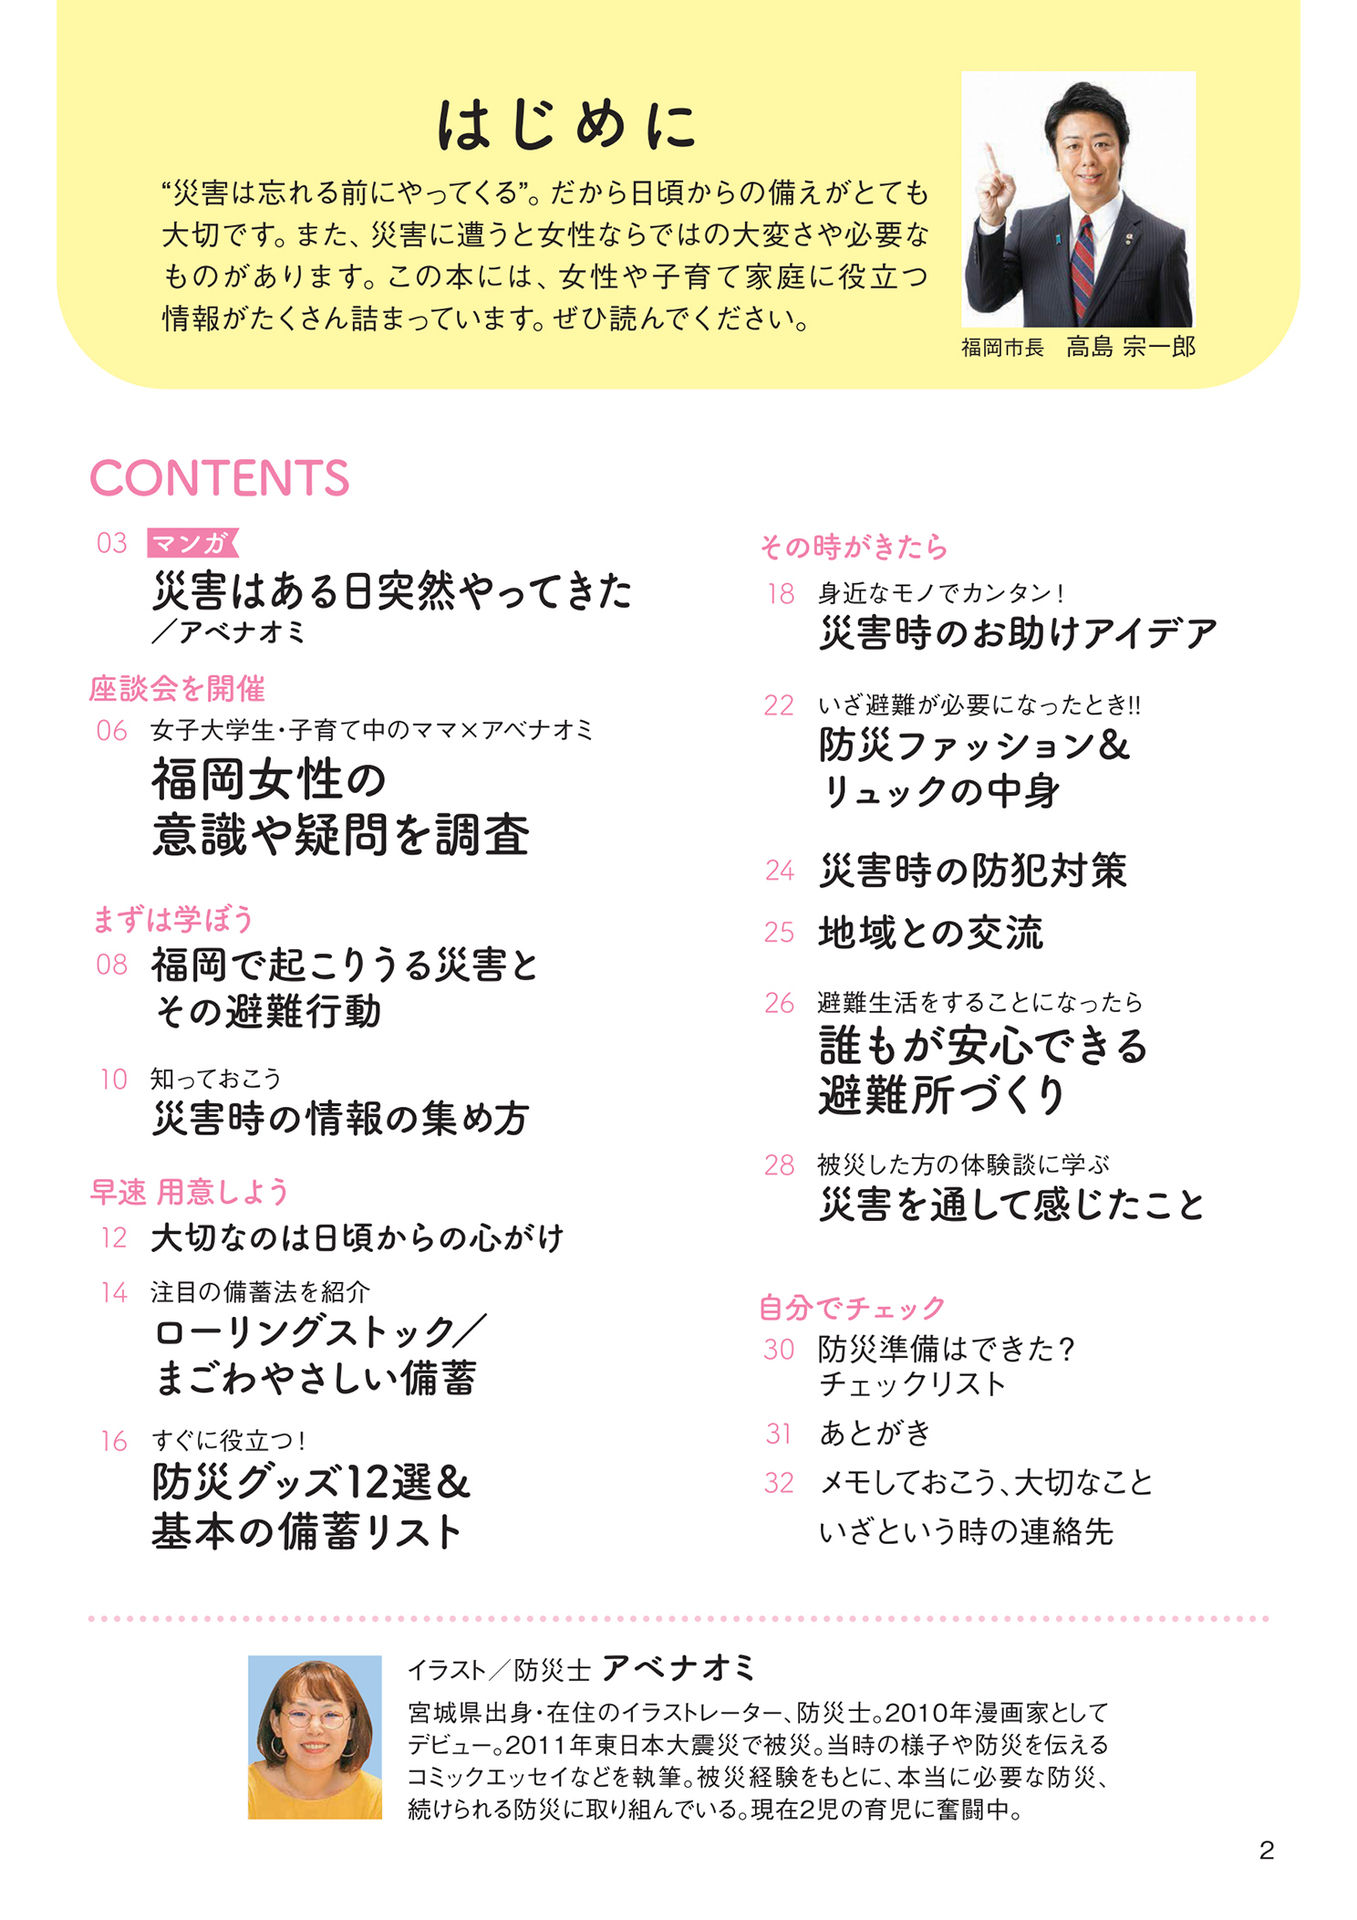 はじめに
“災害は忘れる前にやってくる”。だから日頃からの備えがとても
大切です。また、災害に遭うと女性ならではの大変さや必要な
ものがあります。この本には、女性や子育て家庭に役立つ
情報がたくさん詰まっています。ぜひ読んでください。
福岡市長　高島 宗一郎
CONTENTS
03 マンガ
災害はある日突然やってきた
／アベナオミ
座談会を開催
06 女子大学生・子育て中のママ×アベナオミ
福岡女性の
意識や疑問を調査
まずは学ぼう
08 福岡で起こりうる災害と
その避難行動
10 知っておこう
災害時の情報の集め方
早速 用意しよう
12 大切なのは日頃からの心がけ
14 注目の備蓄法を紹介
ローリングストック／
まごわやさしい備蓄
16 すぐに役立つ！
防災グッズ12選＆
基本の備蓄リスト
その時がきたら
18 身近なモノでカンタン！
災害時のお助けアイデア
22 いざ避難が必要になったとき!!
防災ファッション＆
リュックの中身
24 災害時の防犯対策
25 地域との交流
26 避難生活をすることになったら
誰もが安心できる
避難所づくり
28 被災した方の体験談に学ぶ
災害を通して感じたこと
自分でチェック
30 防災準備はできた？
チェックリスト
31 あとがき
32 メモしておこう、大切なこと
いざという時の連絡先
イラスト／防災士 アベナオミ
宮城県出身・在住のイラストレーター、防災士。2010年漫画家として
デビュー。2011年東日本大震災で被災。当時の様子や防災を伝える
コミックエッセイなどを執筆。被災経験をもとに、本当に必要な防災、
続けられる防災に取り組んでいる。現在2児の育児に奮闘中。
2